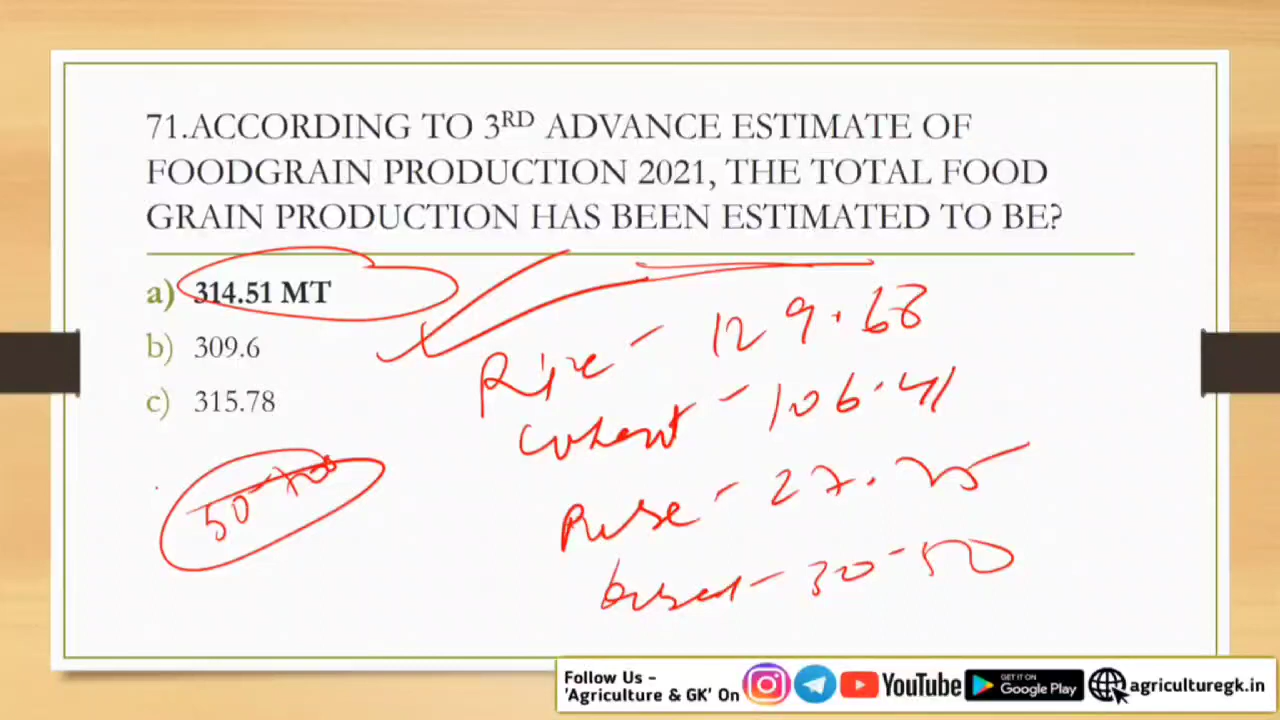 71.ACCORDING TO 3RD ADVANCE ESTIMATE OF
FOODGRAIN PRODUCTION 2021, THE TOTAL FOOD
GRAIN PRODUCTION HAS BEEN ESTIMATED TO BE?
a) 314.51 MT
b) 309.6
c) 315.78
Rice - 129.68
wheat - 106.41
Pulse - 27.75
30-50
Follow Us -
'Agriculture & GK' On
YouTube
GET IT ON
Google Play
agriculturegk.in